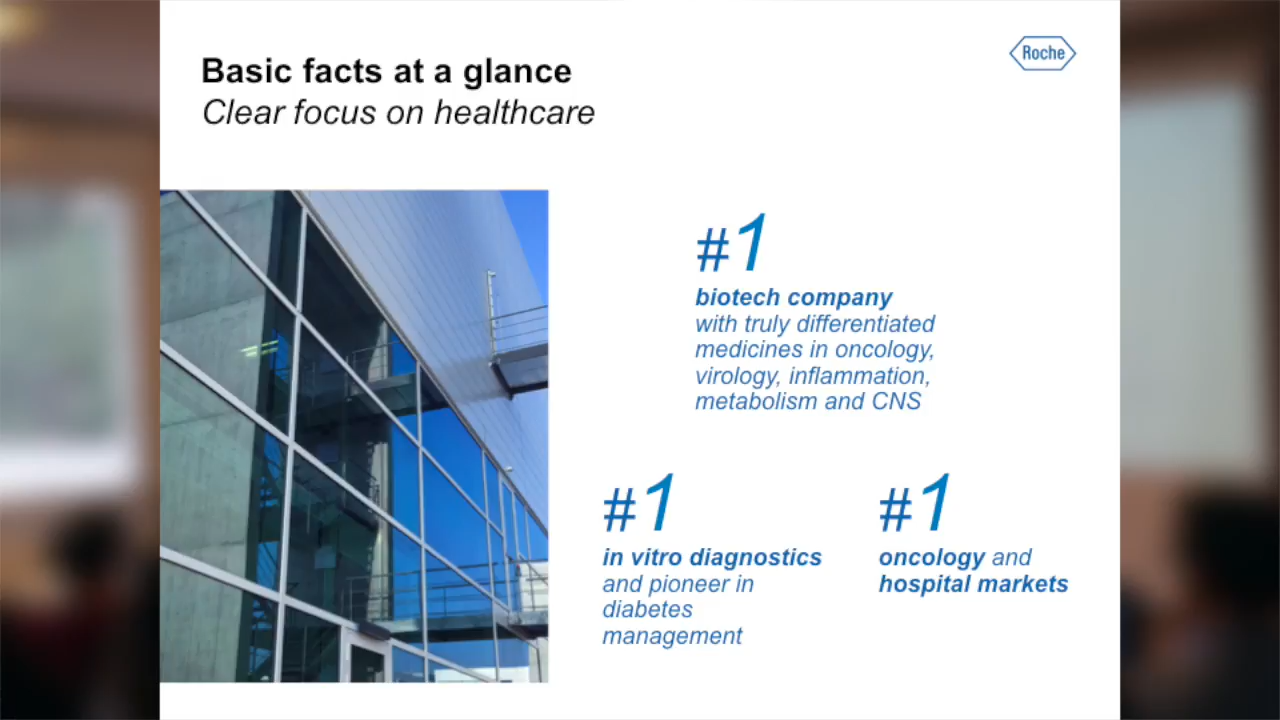 Basic facts at a glance
Clear focus on healthcare
Roche
#1
biotech company
with truly differentiated
medicines in oncology,
virology, inflammation,
metabolism and CNS
#1
in vitro diagnostics
and pioneer in
diabetes
management
#1
oncology and
hospital markets